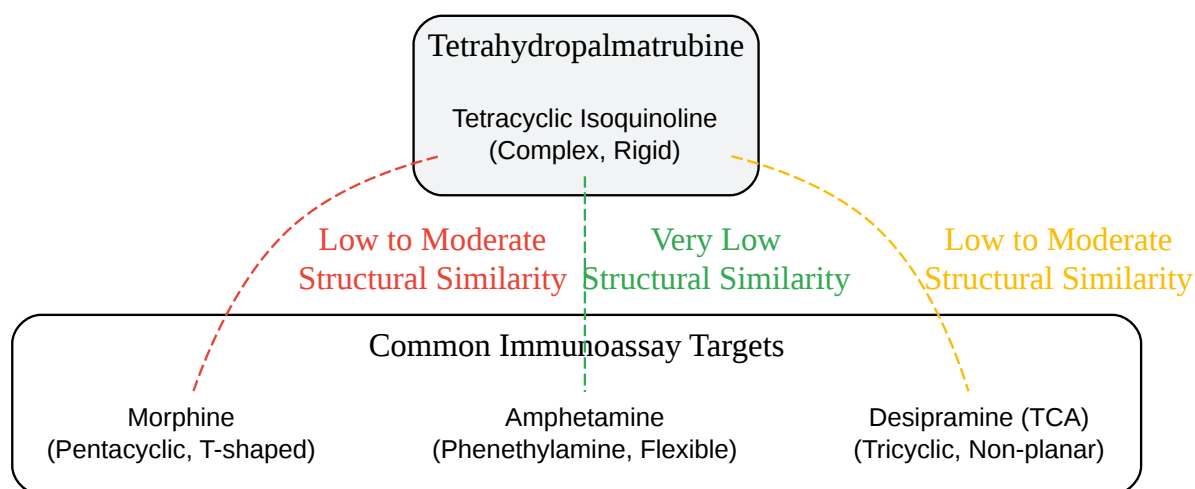 Tetrahydropalmatrubine
Tetracyclic Isoquinoline
(Complex, Rigid)
Low to Moderate
Structural Similarity
Very Low
Structural Similarity
Low to Moderate
Structural Similarity
Common Immunoassay Targets
Morphine
(Pentacyclic, T-shaped)
Amphetamine
(Phenethylamine, Flexible)
Desipramine (TCA)
(Tricyclic, Non-planar)